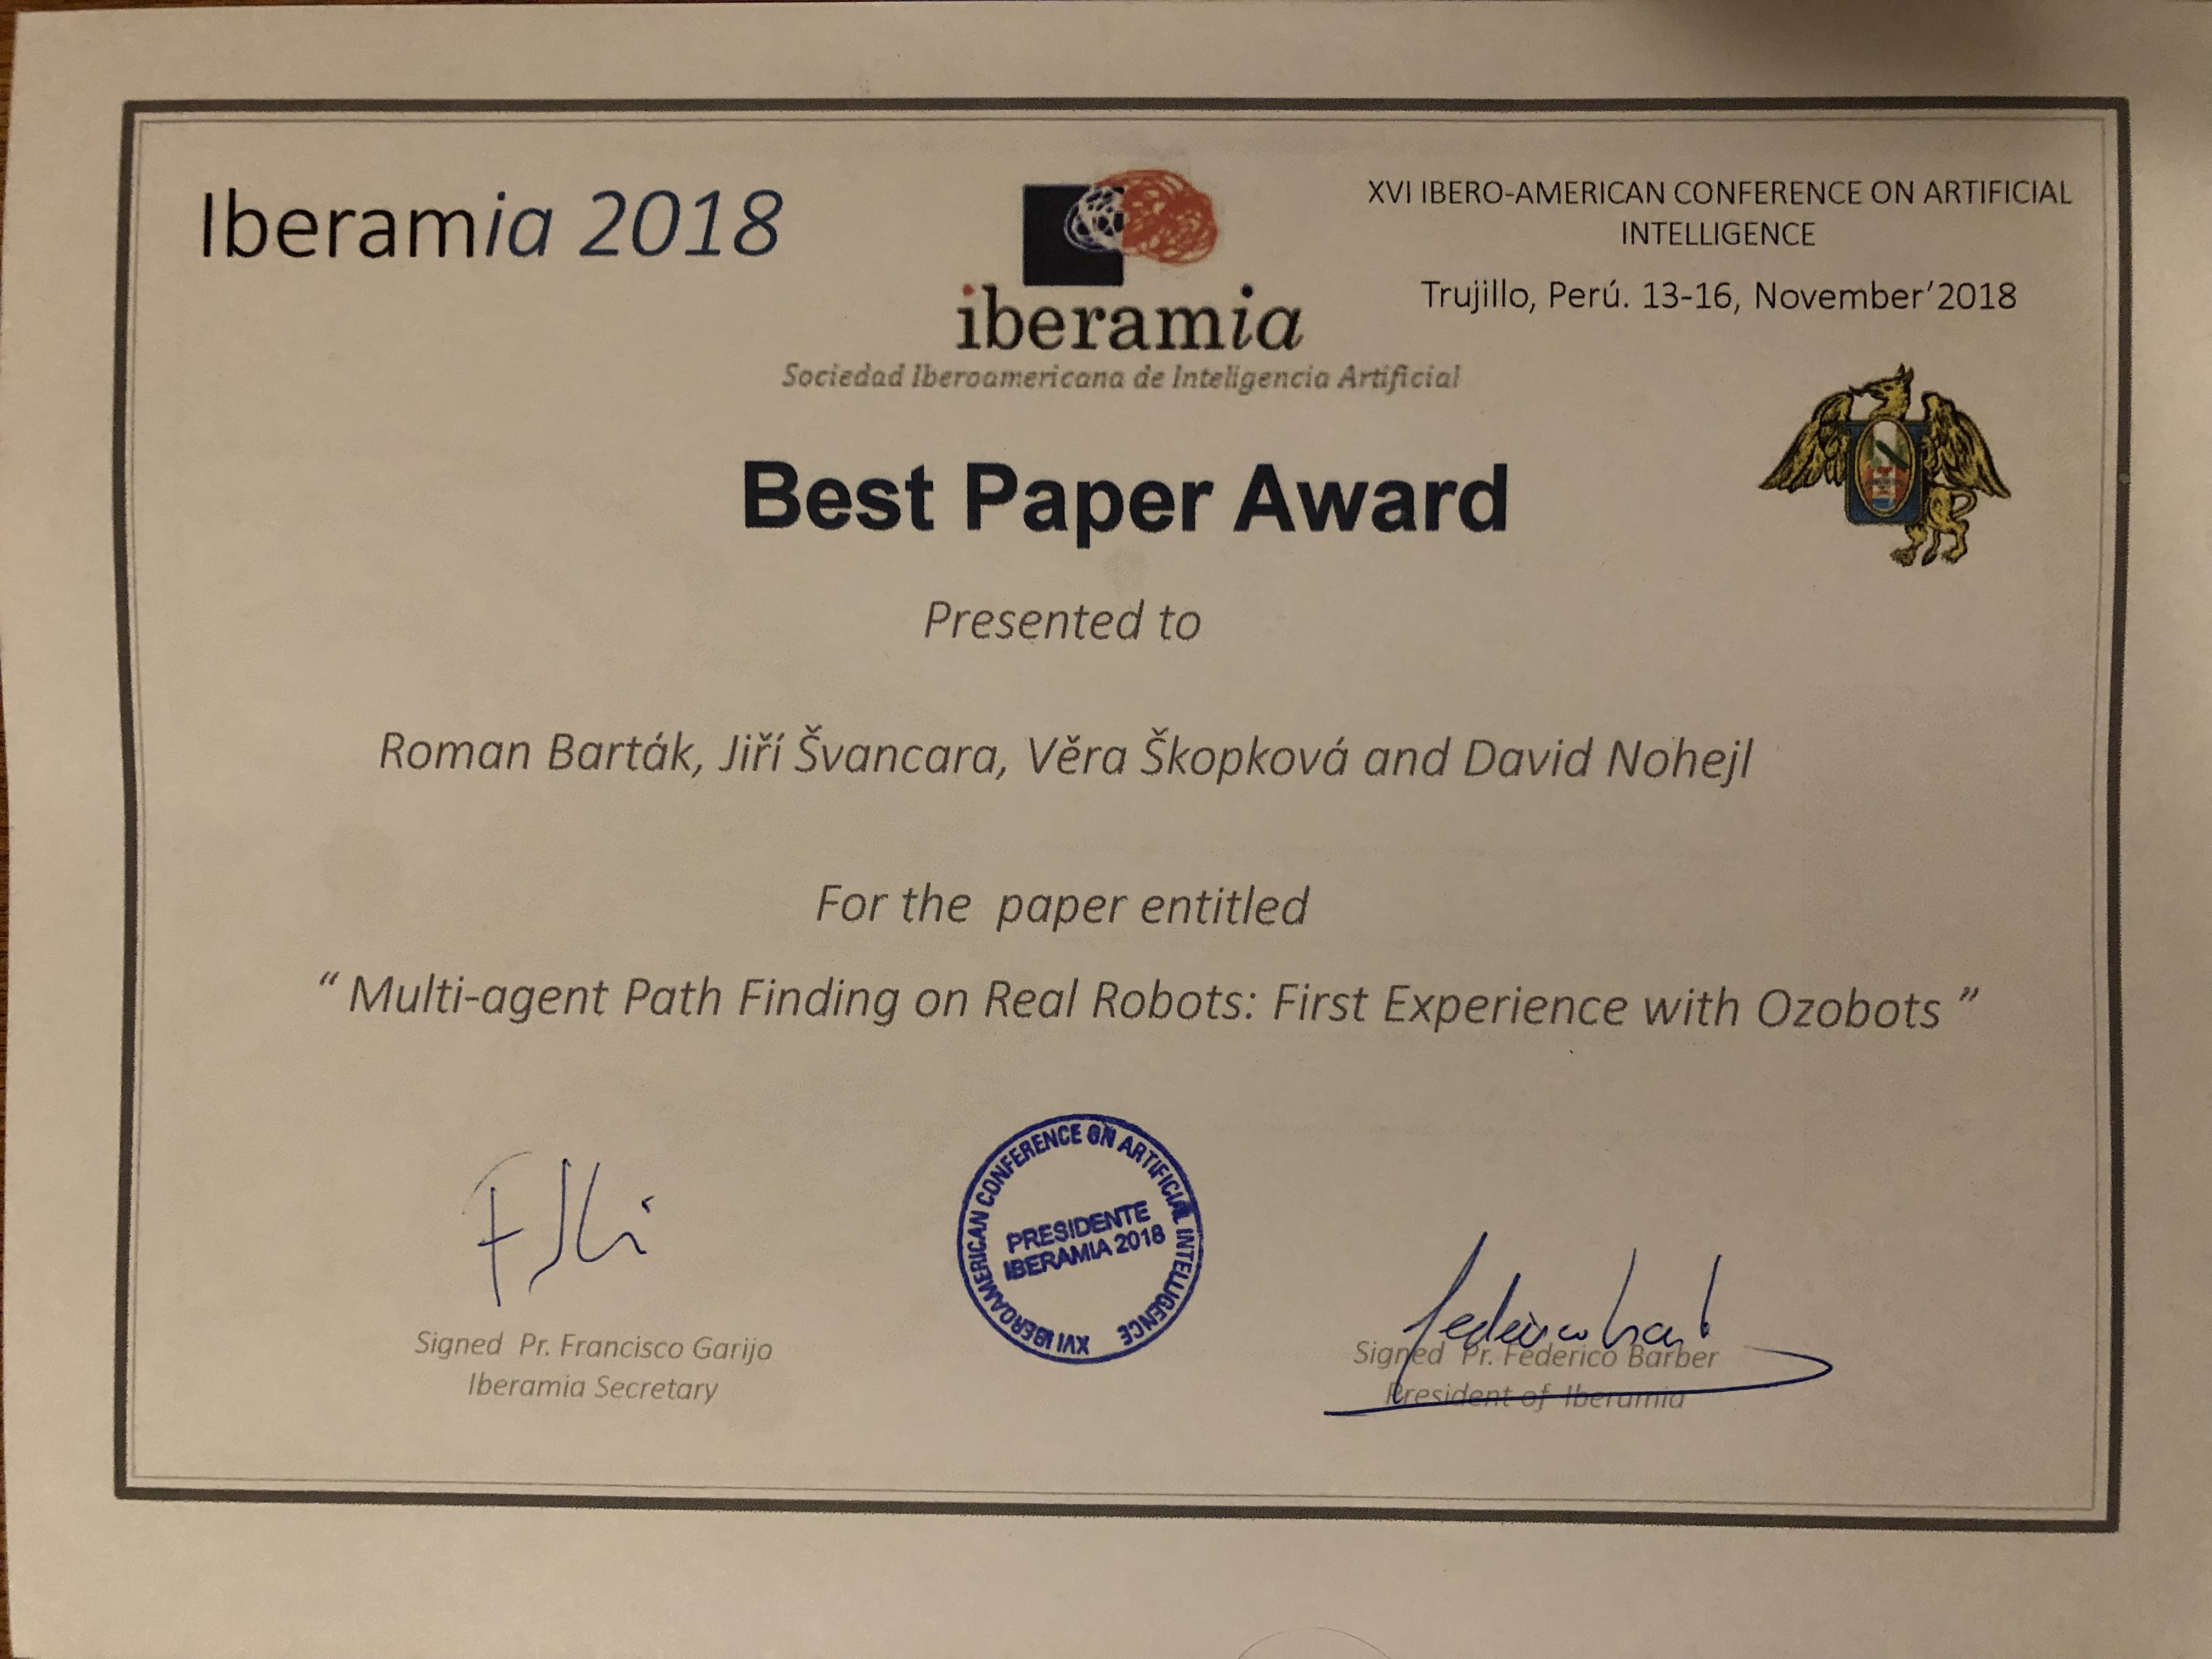 Iberamia 2018
iberamia
Sociedad Iberoamericana de Inteligencia Artificial
XVI IBERO-AMERICAN CONFERENCE ON ARTIFICIAL
INTELLIGENCE
Trujillo, Perú. 13-16, November'2018
Best Paper Award
Presented to
Roman Barták, Jiří Švancara, Věra Škopková and David Nohejl
For the paper entitled
“ Multi-agent Path Finding on Real Robots: First Experience with Ozobots ”
Signed Pr. Francisco Garijo
Iberamia Secretary
XVI IBEROAMERICAN CONFERENCE ON ARTIFICIAL INTELLIGENCE
PRESIDENTE
IBERAMIA 2018
Signed Pr. Federico Barber
President of Iberamia